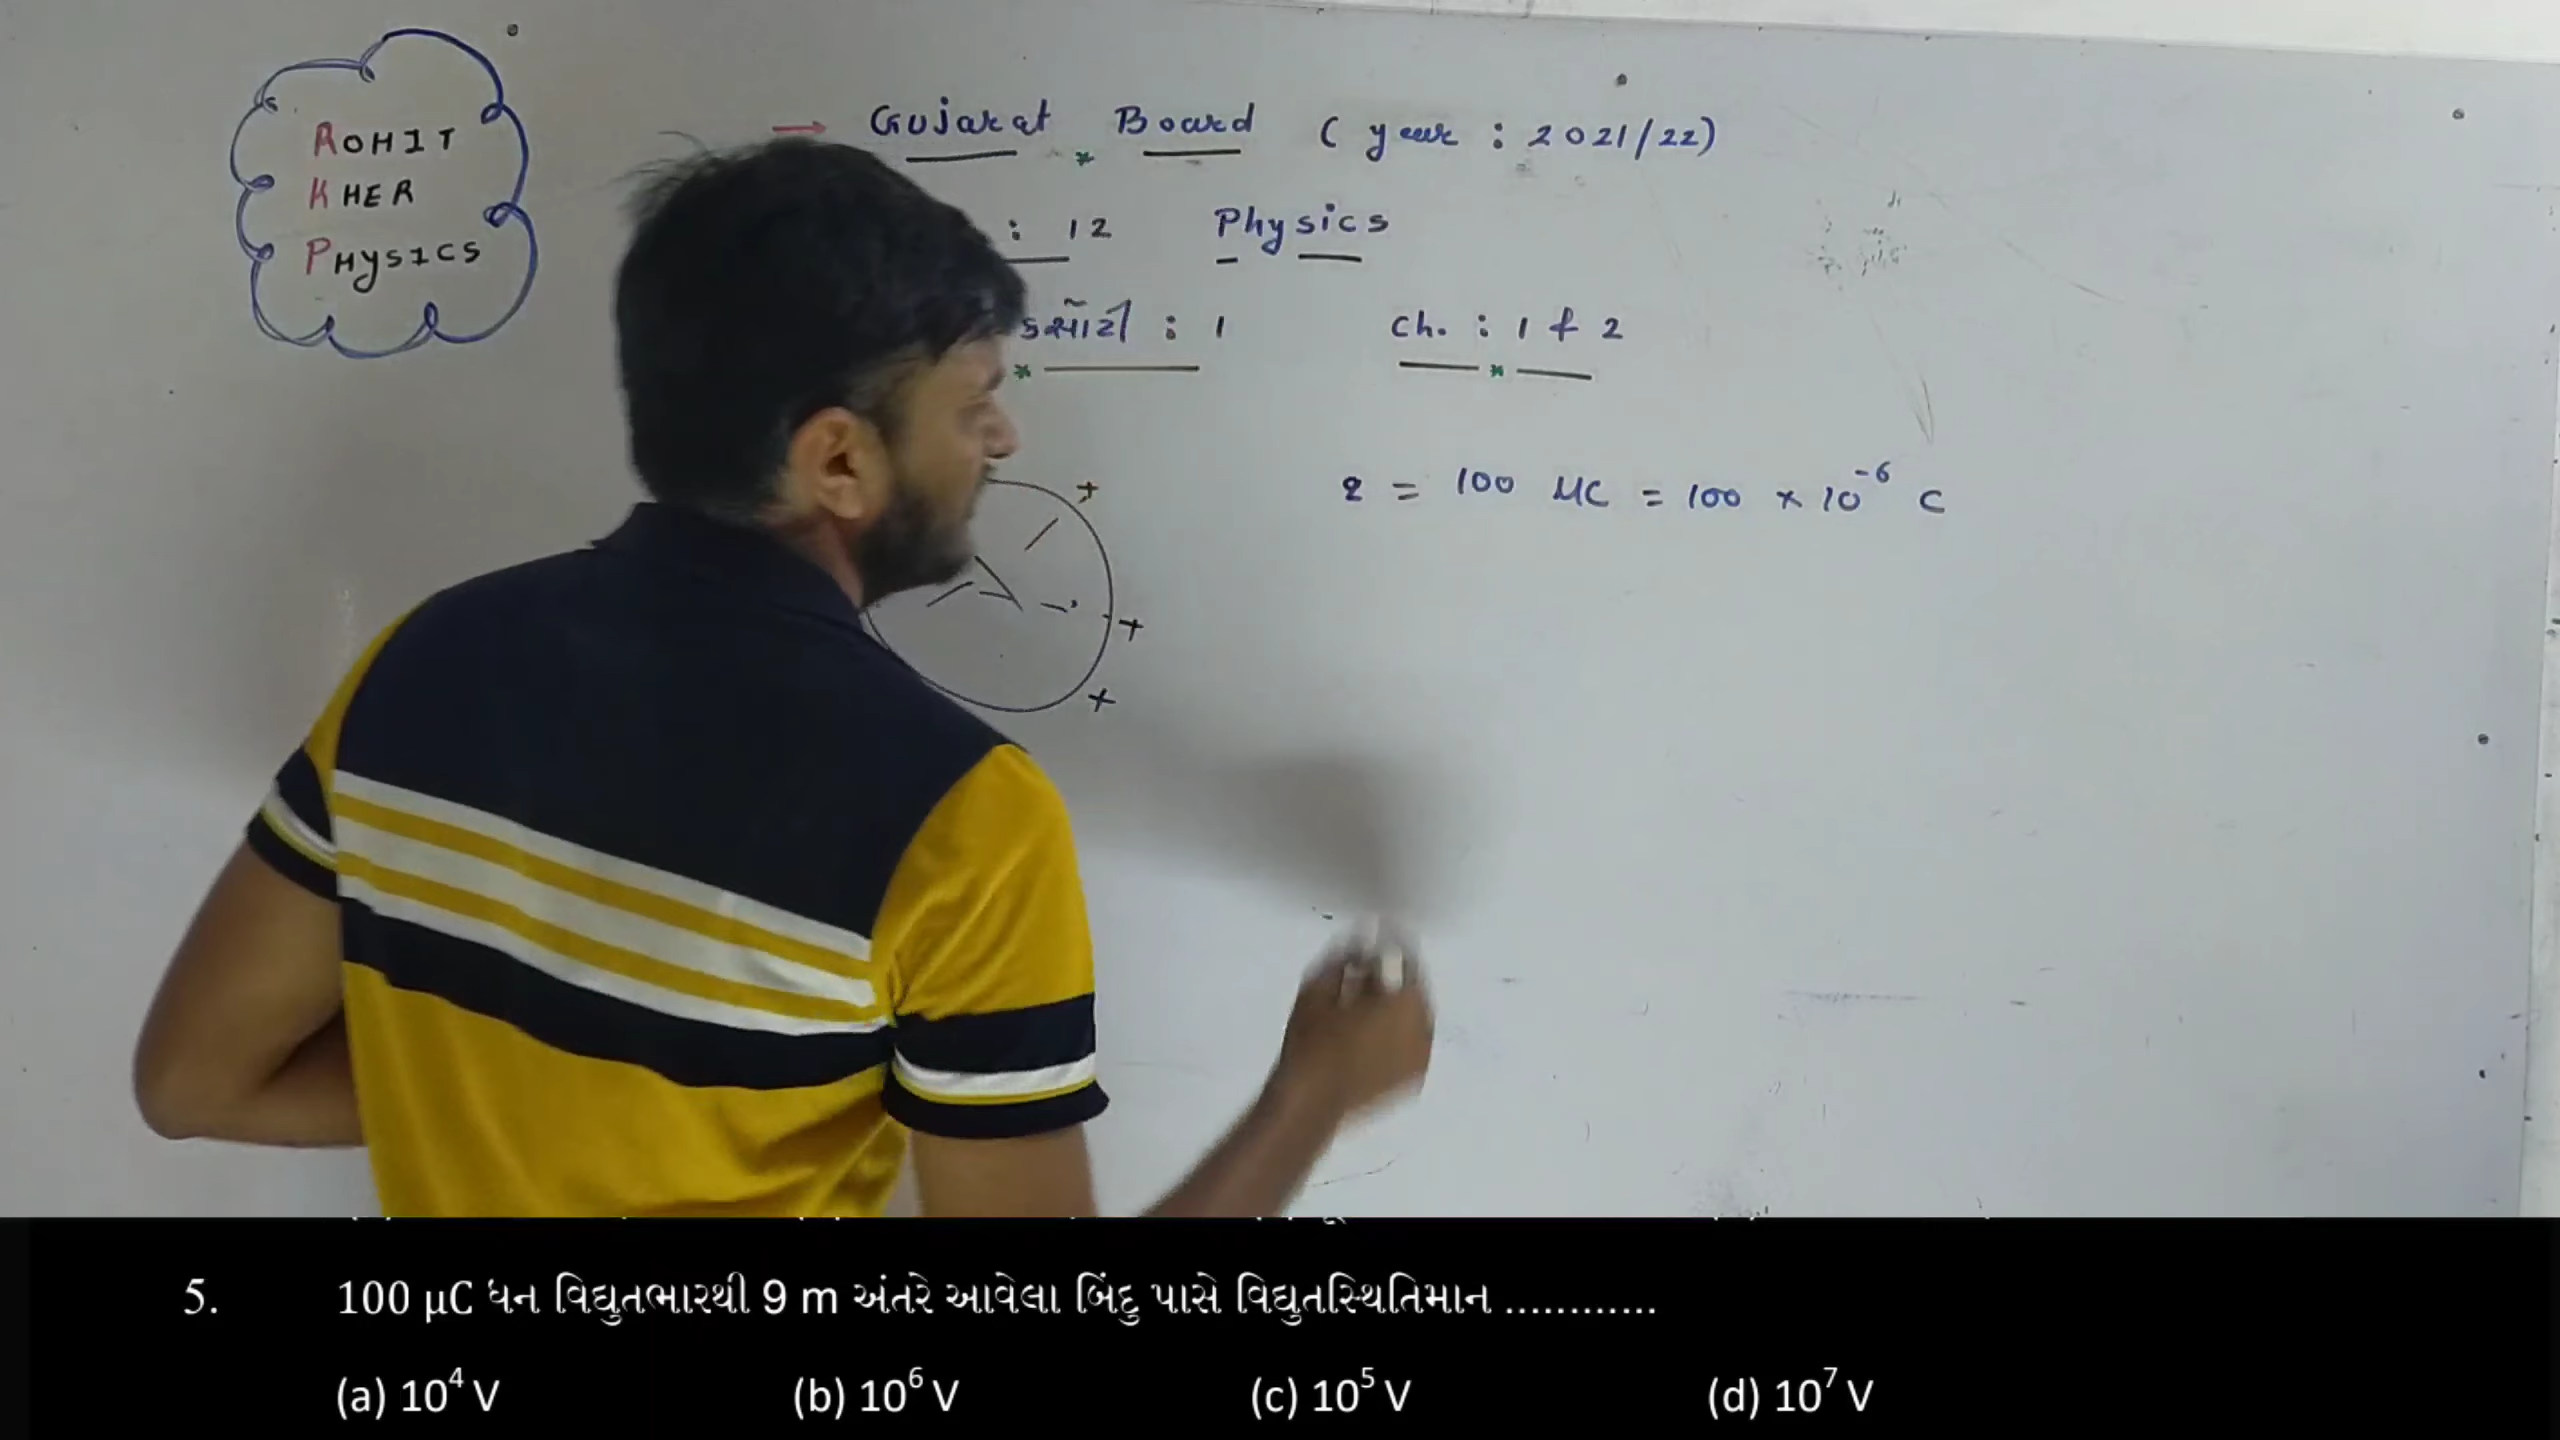 ROHIT
KHER
PHYSICS
→ Gujarat Board ( year : 2021/22)
: 12 Physics
: 1 Ch. : 1 & 2
q = 100 μC = 100 × 10⁻⁶ C
+
+
+
5. 100 μC ધન વિદ્યુતભારથી 9 m અંતરે આવેલા બિંદુ પાસે વિદ્યુતસ્થિતિમાન ............
(a) 10⁴ V (b) 10⁶ V (c) 10⁵ V (d) 10⁷ V